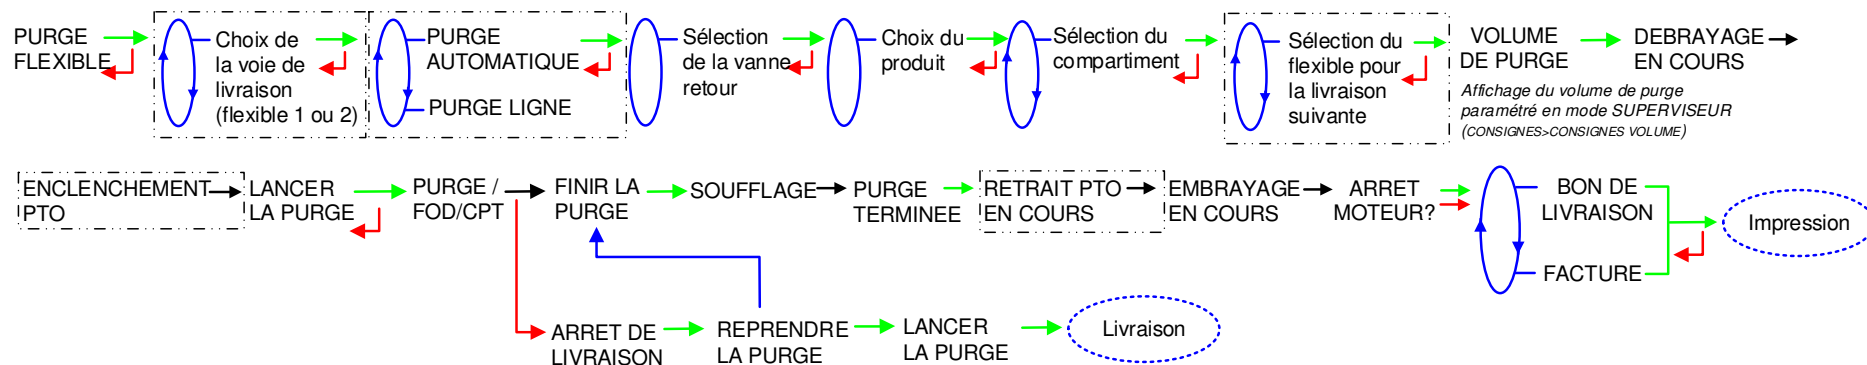 PURGE
FLEXIBLE
Choix de
la voie de
livraison
(flexible 1 ou 2)
PURGE
AUTOMATIQUE
PURGE LIGNE
Sélection
de la vanne
retour
Choix du
produit
Sélection du
compartiment
Sélection du
flexible pour
la livraison
suivante
VOLUME
DE PURGE
Affichage du volume de purge
paramétré en mode SUPERVISEUR
(CONSIGNES>CONSIGNES VOLUME)
DEBRAYAGE
EN COURS
ENCLENCHEMENT
PTO
LANCER
LA PURGE
PURGE /
FOD/CPT
FINIR LA
PURGE
SOUFFLAGE
PURGE
TERMINEE
RETRAIT PTO
EN COURS
EMBRAYAGE
EN COURS
ARRET
MOTEUR?
BON DE
LIVRAISON
FACTURE
Impression
ARRET DE
LIVRAISON
REPRENDRE
LA PURGE
LANCER
LA PURGE
Livraison